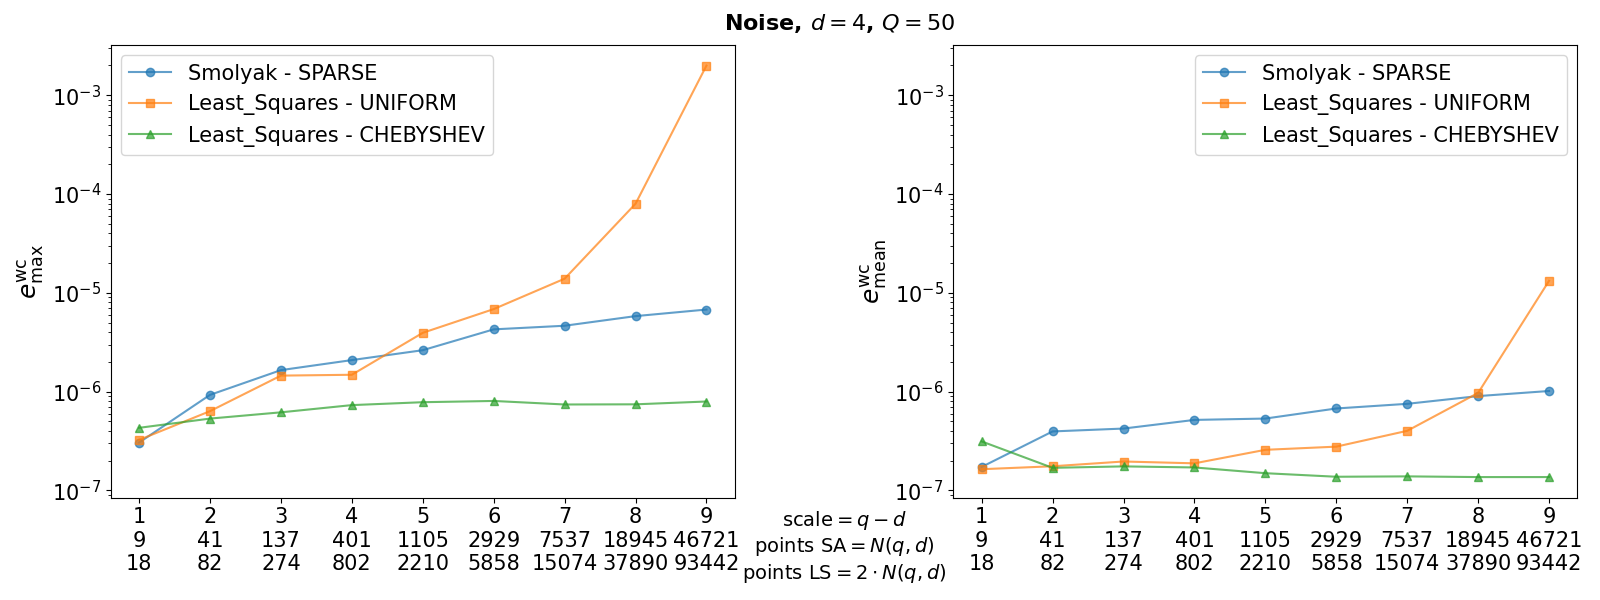 Noise, d = 4, Q = 50
Smolyak - SPARSE
Least_Squares - UNIFORM
Least_Squares - CHEBYSHEV
e^{wc}_{max}
10^{-3}
10^{-4}
10^{-5}
10^{-6}
10^{-7}
1 2 3 4 5 6 7 8 9
9 41 137 401 1105 2929 7537 18945 46721
18 82 274 802 2210 5858 15074 37890 93442
scale = q − d
points SA = N(q, d)
points LS = 2 · N(q, d)
Smolyak - SPARSE
Least_Squares - UNIFORM
Least_Squares - CHEBYSHEV
e^{wc}_{mean}
10^{-3}
10^{-4}
10^{-5}
10^{-6}
10^{-7}
1 2 3 4 5 6 7 8 9
9 41 137 401 1105 2929 7537 18945 46721
18 82 274 802 2210 5858 15074 37890 93442